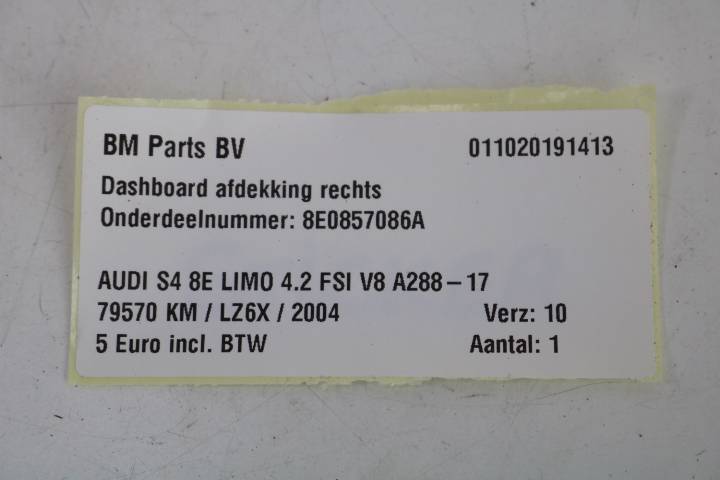 BM Parts BV 011020191413
Dashboard afdekking rechts
Onderdeelnummer: 8E0857086A
AUDI S4 8E LIMO 4.2 FSI V8 A288-17
79570 KM / LZ6X / 2004 Verz: 10
5 Euro incl. BTW Aantal: 1